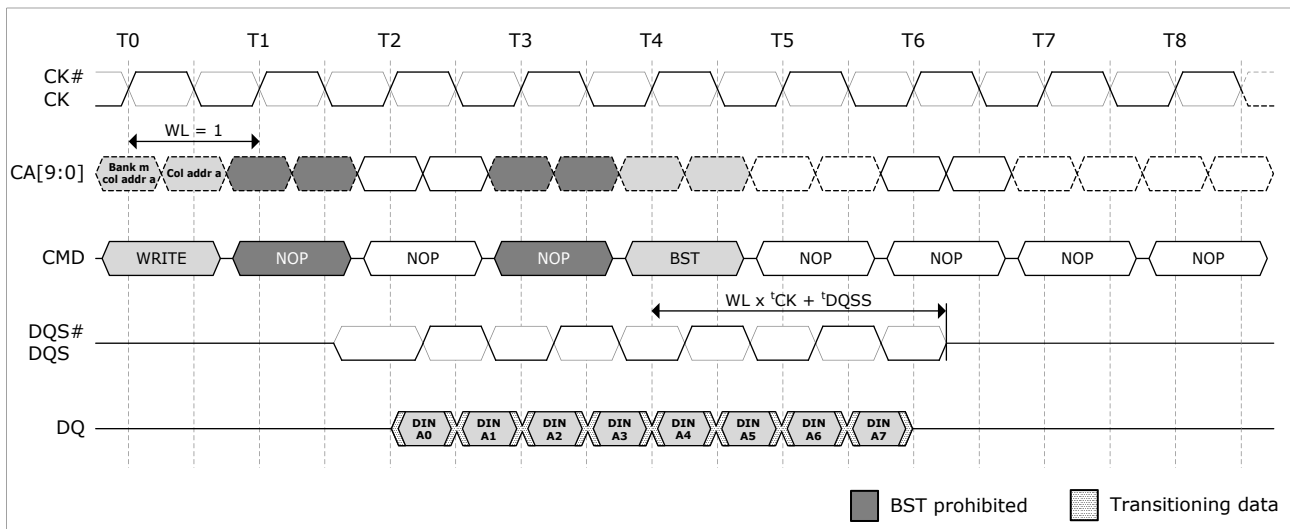 T0 T1 T2 T3 T4 T5 T6 T7 T8
CK#
CK
WL = 1
CA[9:0]
Bank m
col addr a
Col addr a
CMD
WRITE NOP NOP NOP BST NOP NOP NOP NOP
WL x tCK + tDQSS
DQS#
DQS
DQ
DIN A0
DIN A1
DIN A2
DIN A3
DIN A4
DIN A5
DIN A6
DIN A7
BST prohibited
Transitioning data